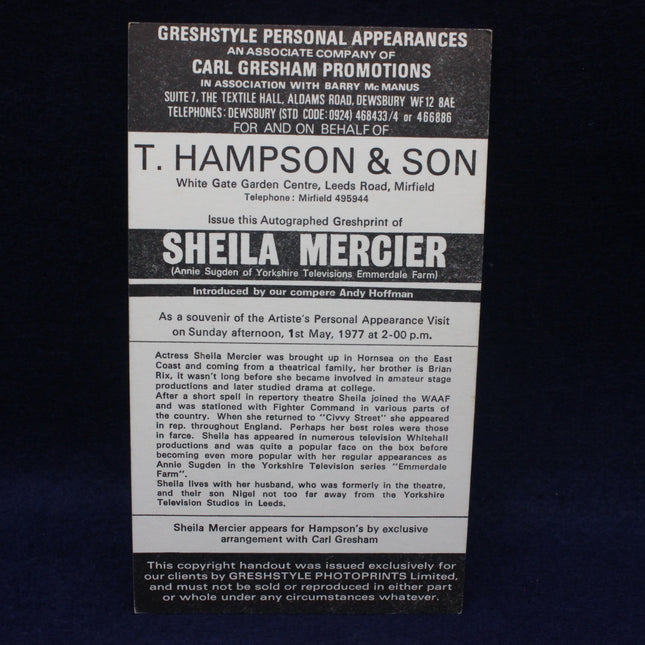 GRESHSTYLE PERSONAL APPEARANCES
AN ASSOCIATE COMPANY OF
CARL GRESHAM PROMOTIONS
IN ASSOCIATION WITH BARRY McMANUS
SUITE 7, THE TEXTILE HALL, ALDAMS ROAD, DEWSBURY WF12 8AE
TELEPHONES: DEWSBURY (STD CODE: 0924) 468433/4 or 466886
FOR AND ON BEHALF OF
T. HAMPSON & SON
White Gate Garden Centre, Leeds Road, Mirfield
Telephone: Mirfield 495944
Issue this Autographed Greshprint of
SHEILA MERCIER
(Annie Sugden of Yorkshire Televisions Emmerdale Farm)
Introduced by our compere Andy Hoffman
As a souvenir of the Artiste's Personal Appearance Visit
on Sunday afternoon, 1st May, 1977 at 2-00 p.m.
Actress Sheila Mercier was brought up in Hornsea on the East
Coast and coming from a theatrical family, her brother is Brian
Rix, it wasn't long before she became involved in amateur stage
productions and later studied drama at college.
After a short spell in repertory theatre Sheila joined the WAAF
and was stationed with Fighter Command in various parts of
the country. When she returned to "Civvy Street" she appeared
in rep. throughout England. Perhaps her best roles were those
in farce. Sheila has appeared in numerous television Whitehall
productions and was quite a popular face on the box before
becoming even more popular with her regular appearances as
Annie Sugden in the Yorkshire Television series "Emmerdale
Farm".
Sheila lives with her husband, who was formerly in the theatre,
and their son Nigel not too far away from the Yorkshire
Television Studios in Leeds.
Sheila Mercier appears for Hampson's by exclusive
arrangement with Carl Gresham
This copyright handout was issued exclusively for
our clients by GRESHSTYLE PHOTOPRINTS Limited,
and must not be sold or reproduced in either part
or whole under any circumstances whatever.